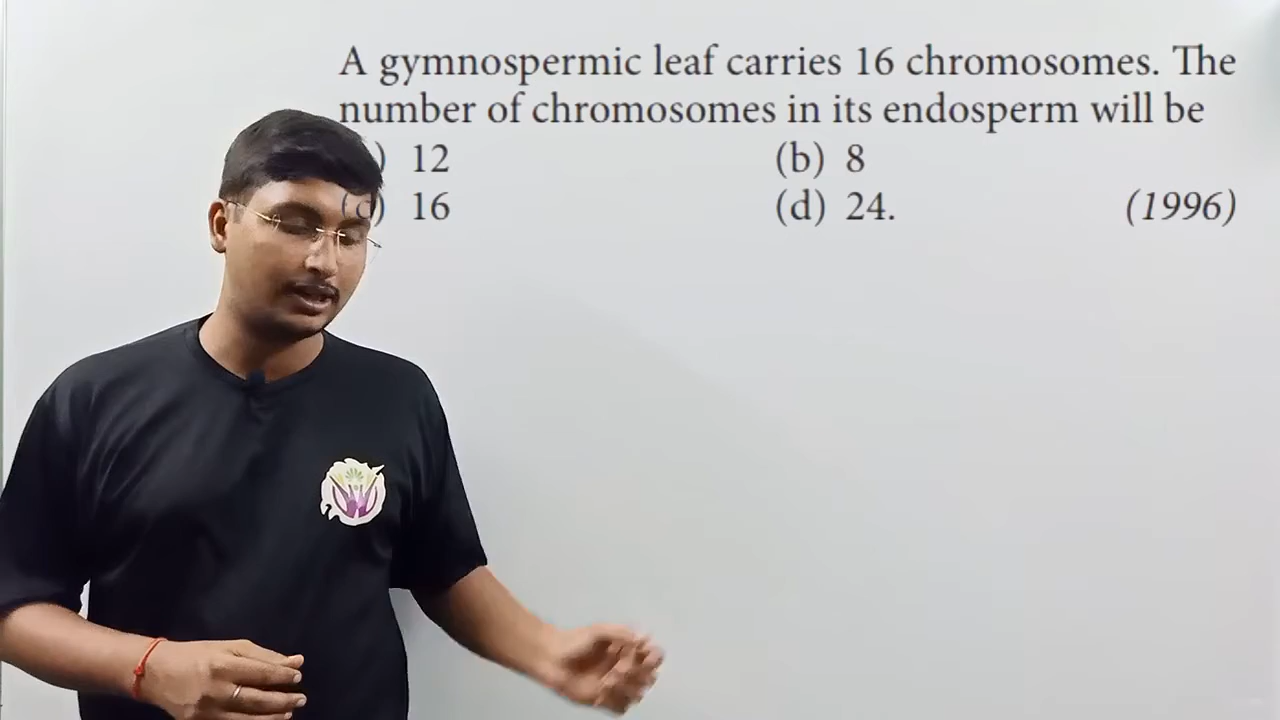 A gymnospermic leaf carries 16 chromosomes. The
number of chromosomes in its endosperm will be
) 12 (b) 8
(c) 16 (d) 24. (1996)